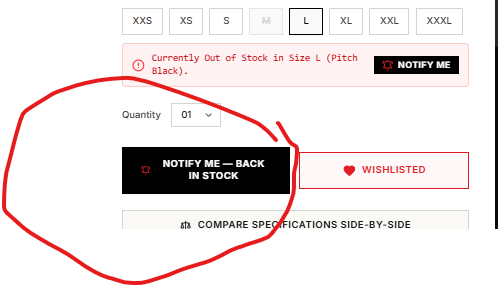 XXS XS S M L XL XXL XXXL
Currently Out of Stock in Size L (Pitch
Black).
NOTIFY ME
Quantity 01
NOTIFY ME — BACK
IN STOCK
WISHLISTED
COMPARE SPECIFICATIONS SIDE-BY-SIDE